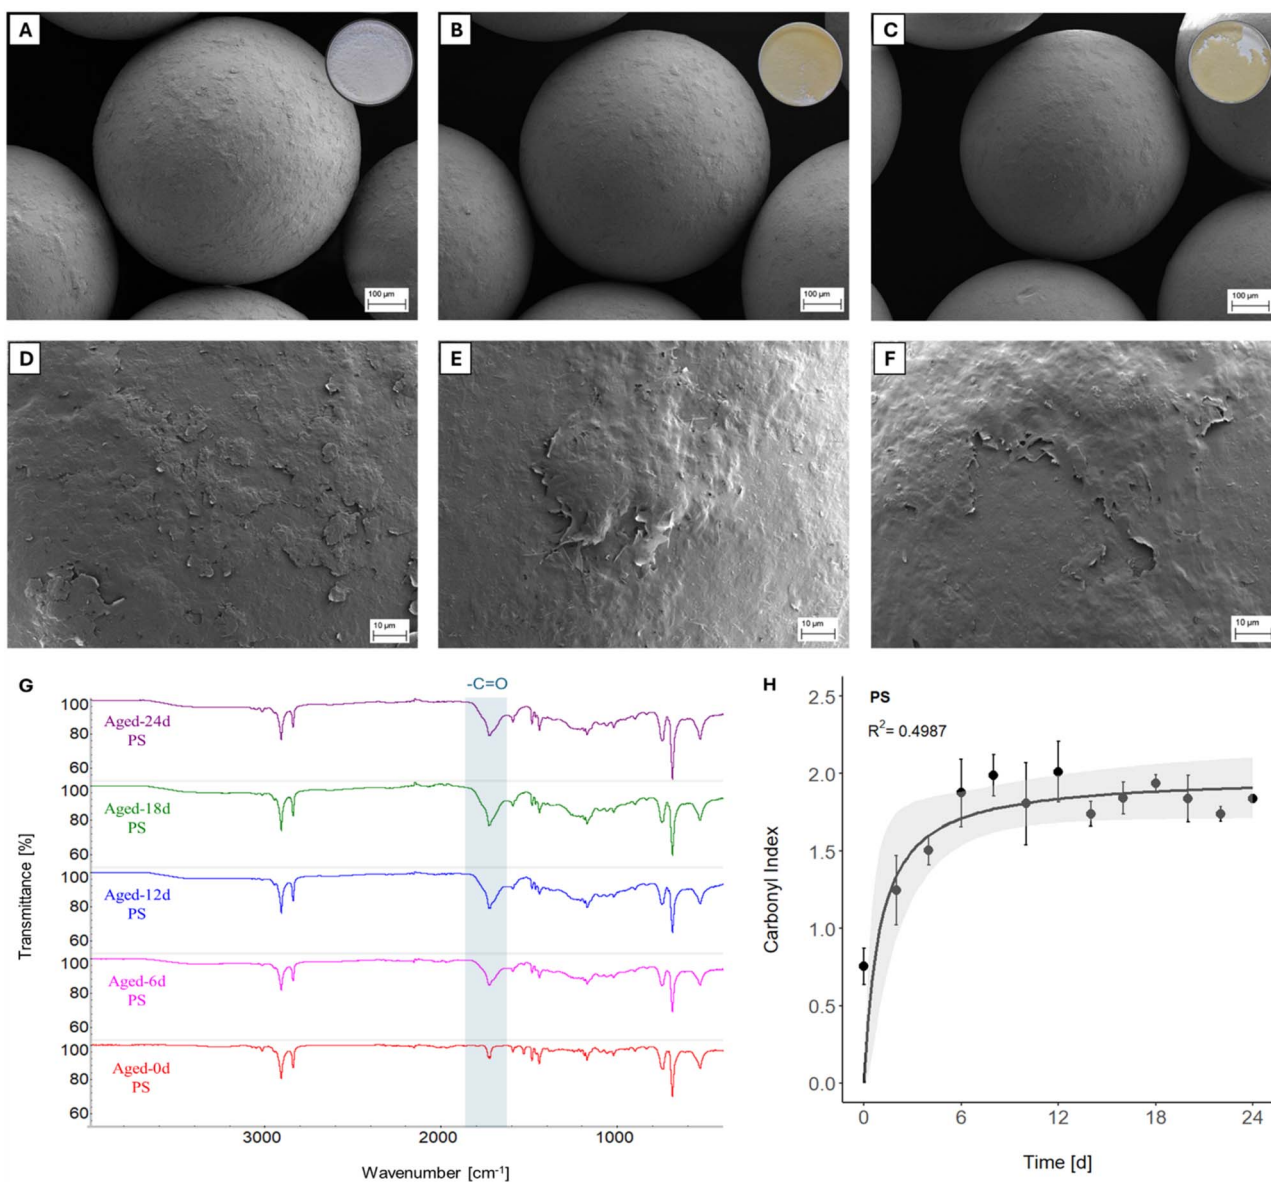 A
B
C
100 µm
100 µm
100 µm
D
E
F
10 µm
10 µm
10 µm
G
-C=O
100
Aged-24d
PS
80
60
100
Aged-18d
PS
80
60
100
Aged-12d
PS
80
60
100
Aged-6d
PS
80
60
100
Aged-0d
PS
80
60
Transmittance [%]
3000
2000
1000
Wavenumber [cm⁻¹]
H
PS
R²= 0.4987
2.5
2.0
1.5
1.0
0.5
0.0
Carbonyl Index
0
6
12
18
24
Time [d]